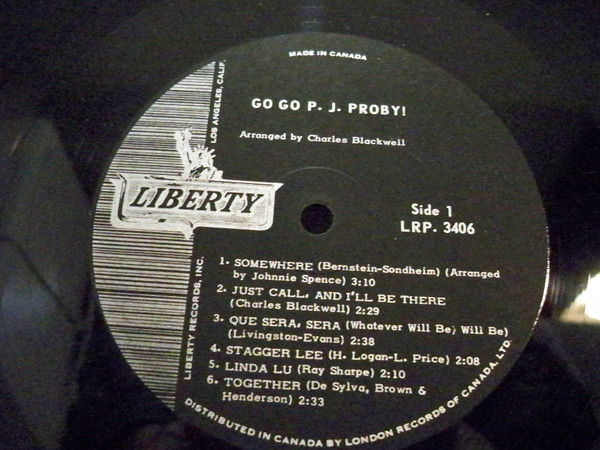 MADE IN CANADA
GO GO P. J. PROBY!
Arranged by Charles Blackwell
LIBERTY
Side 1
LRP. 3406
1. SOMEWHERE (Bernstein-Sondheim) (Arranged
by Johnnie Spence) 3:10
2. JUST CALL, AND I'LL BE THERE
(Charles Blackwell) 2:29
3. QUE SERA, SERA (Whatever Will Be; Will Be)
(Livingston-Evans) 2:38
4. STAGGER LEE (H. Logan-L. Price) 2:08
5. LINDA LU (Ray Sharpe) 2:10
6. TOGETHER (De Sylva, Brown &
Henderson) 2:33
LIBERTY RECORDS, INC.
LOS ANGELES, CALIF.
DISTRIBUTED IN CANADA BY LONDON RECORDS OF CANADA, LTD.